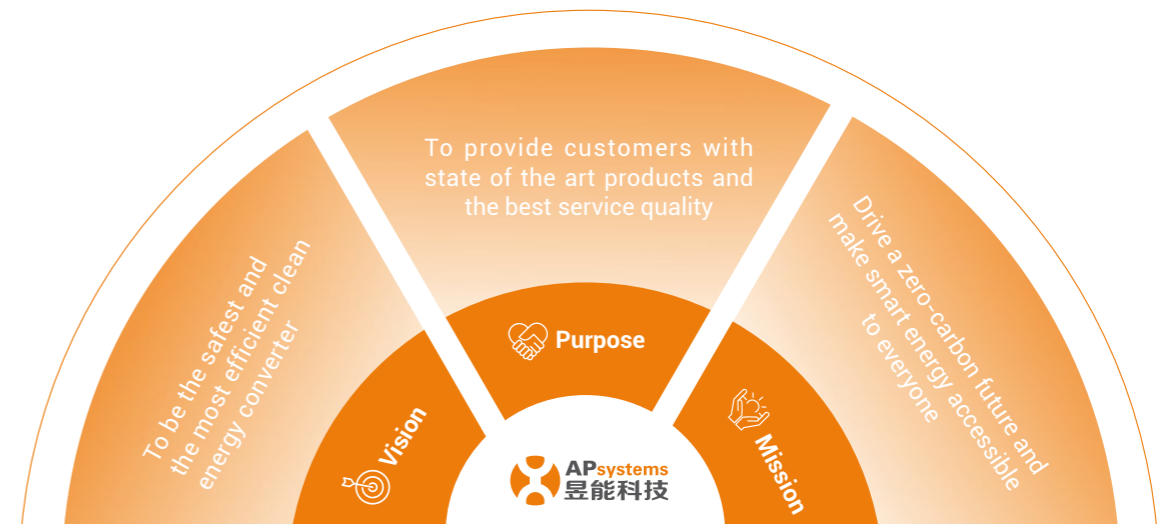 To provide customers with
state of the art products and
the best service quality
Purpose
To be the safest and
the most efficient clean
energy converter
Vision
Drive a zero-carbon future and
make smart energy accessible
to everyone
Mission
APsystems
昱能科技